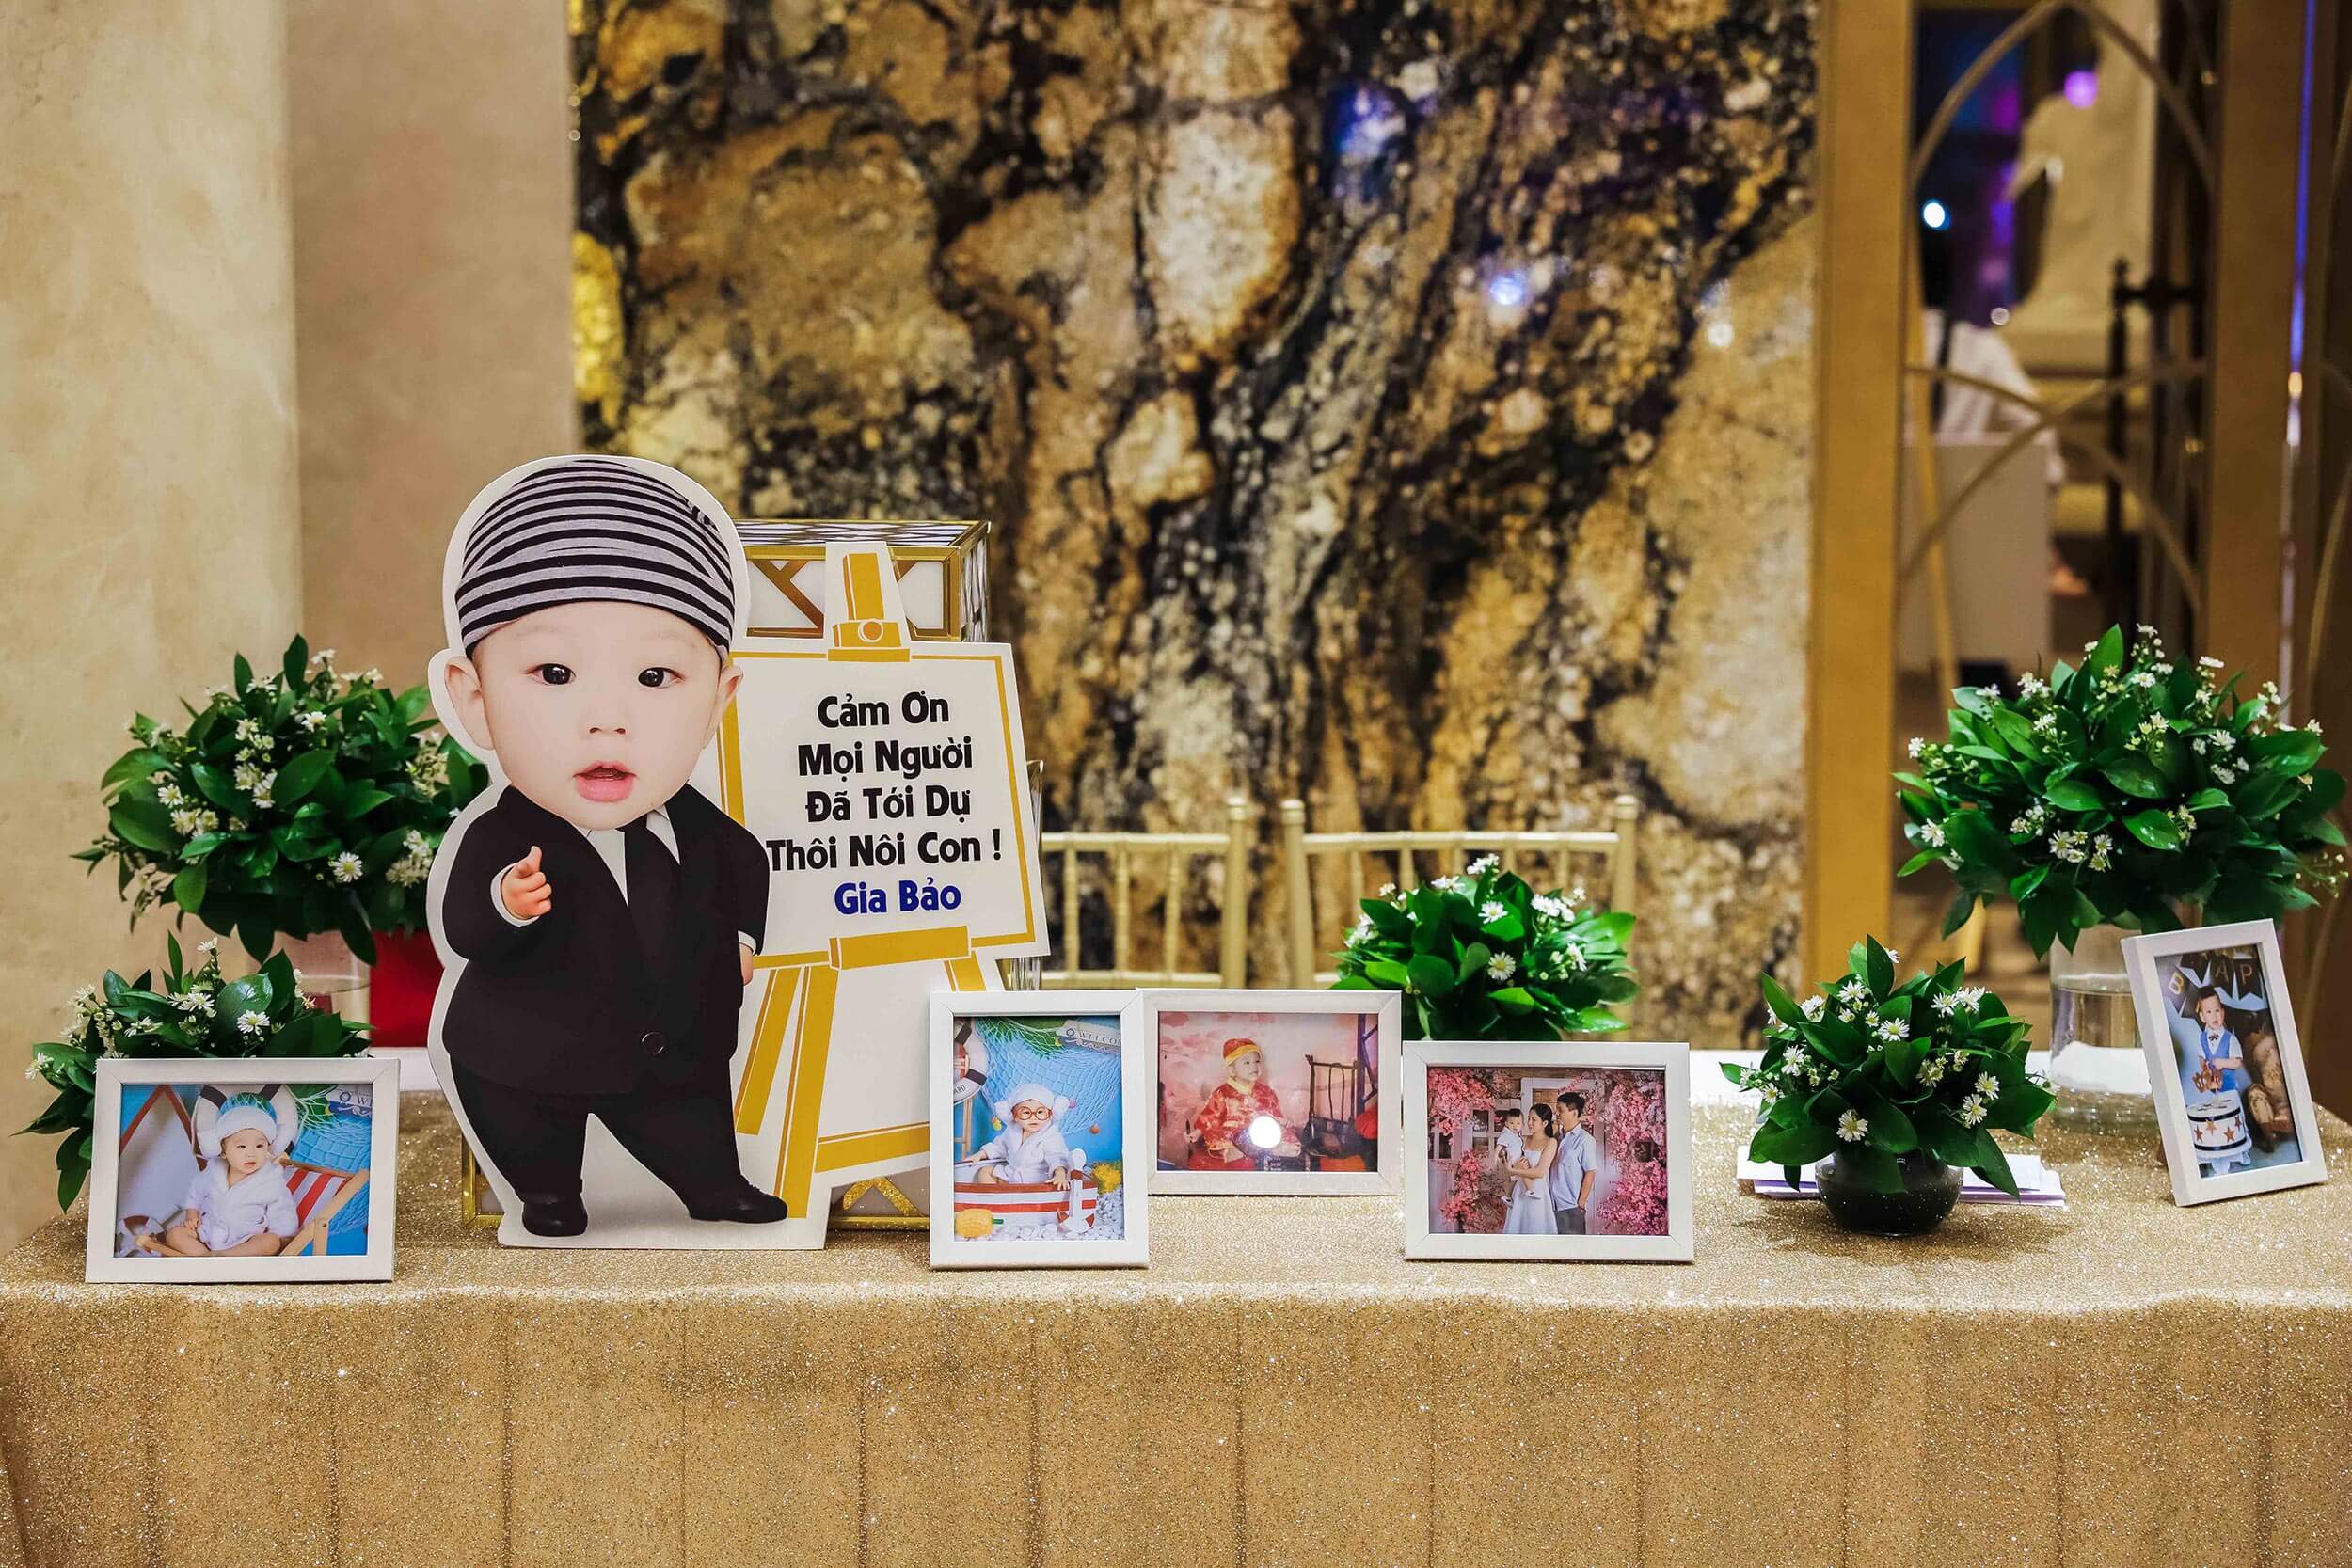 Cảm Ơn
Mọi Người
Đã Tới Dự
Thôi Nôi Con !
Gia Bảo